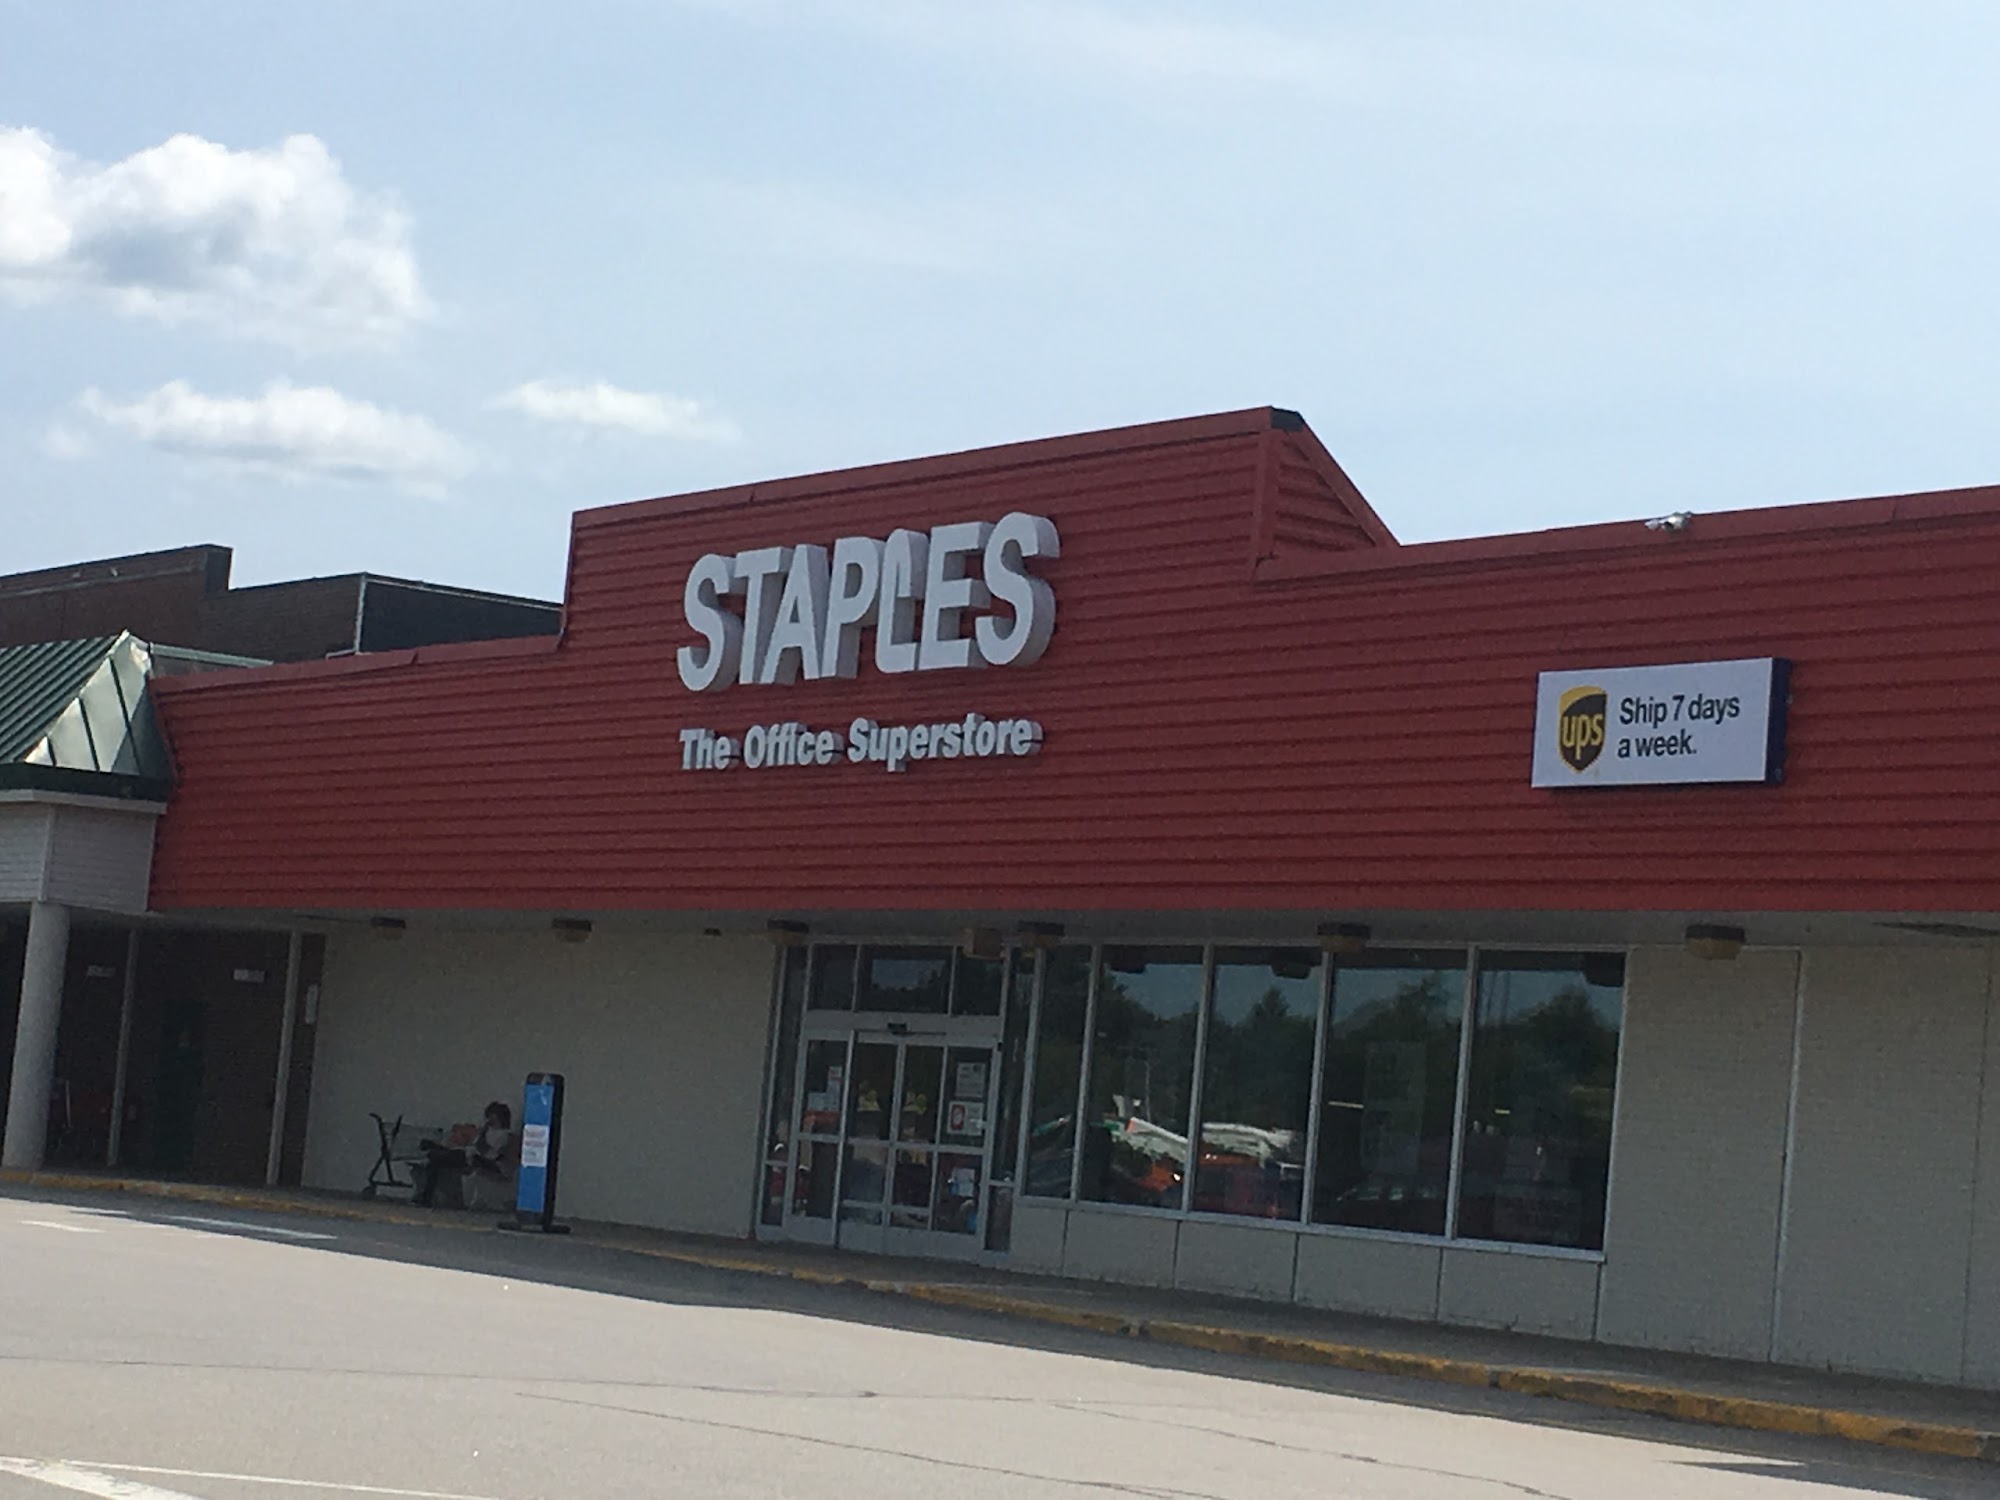 STAPLES
The Office Superstore
ups
Ship 7 days
a week.